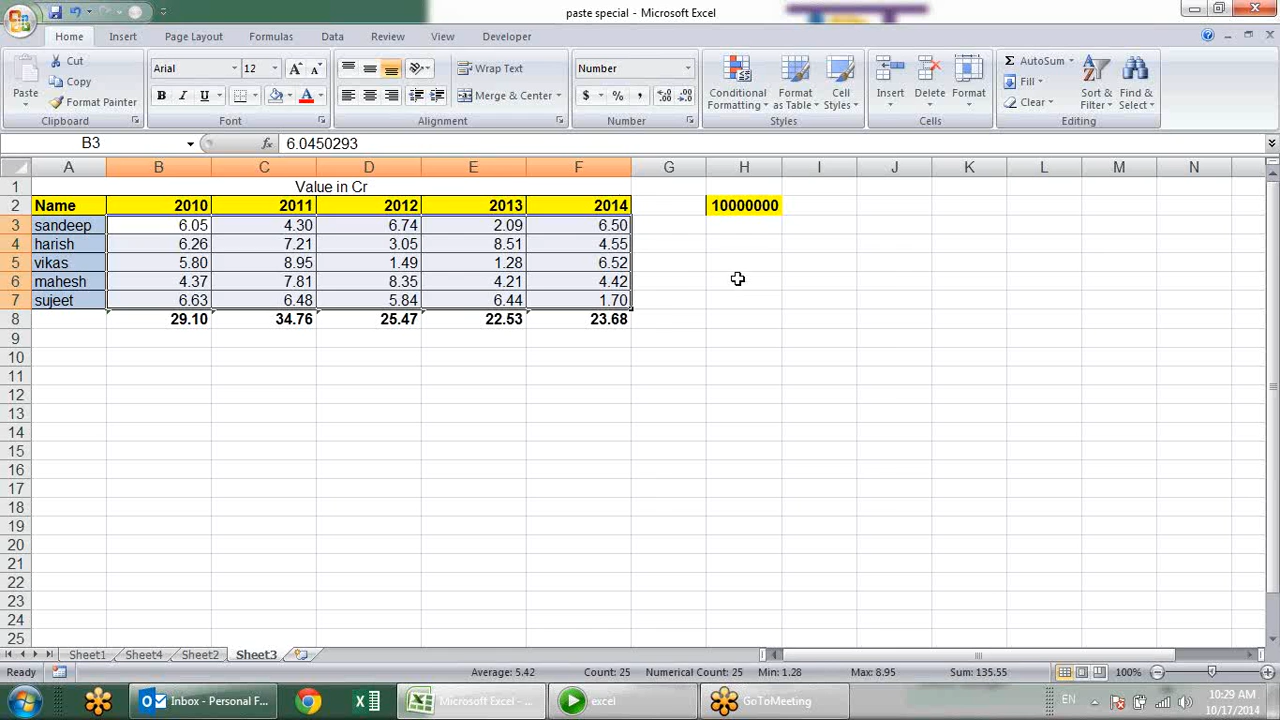 paste special - Microsoft Excel
Home Insert Page Layout Formulas Data Review View Developer
Paste
Cut
Copy
Format Painter
Clipboard
Arial 12
B I U
Font
Wrap Text
Merge & Center
Alignment
Number
$ % ,
Number
Conditional Formatting
Format as Table
Cell Styles
Styles
Insert
Delete
Format
Cells
Σ AutoSum
Fill
Clear
Sort & Filter
Find & Select
Editing
B3 fx 6.0450293
A B C D E F G H I J K L M N
1 Value in Cr
2 Name 2010 2011 2012 2013 2014 10000000
3 sandeep 6.05 4.30 6.74 2.09 6.50
4 harish 6.26 7.21 3.05 8.51 4.55
5 vikas 5.80 8.95 1.49 1.28 6.52
6 mahesh 4.37 7.81 8.35 4.21 4.42
7 sujeet 6.63 6.48 5.84 6.44 1.70
8 29.10 34.76 25.47 22.53 23.68
9
10
11
12
13
14
15
16
17
18
19
20
21
22
23
24
25
Sheet1 Sheet4 Sheet2 Sheet3
Ready Average: 5.42 Count: 25 Numerical Count: 25 Min: 1.28 Max: 8.95 Sum: 135.55 100%
Inbox - Personal F... Microsoft Excel - ... excel GoToMeeting EN 10:29 AM
10/17/2014